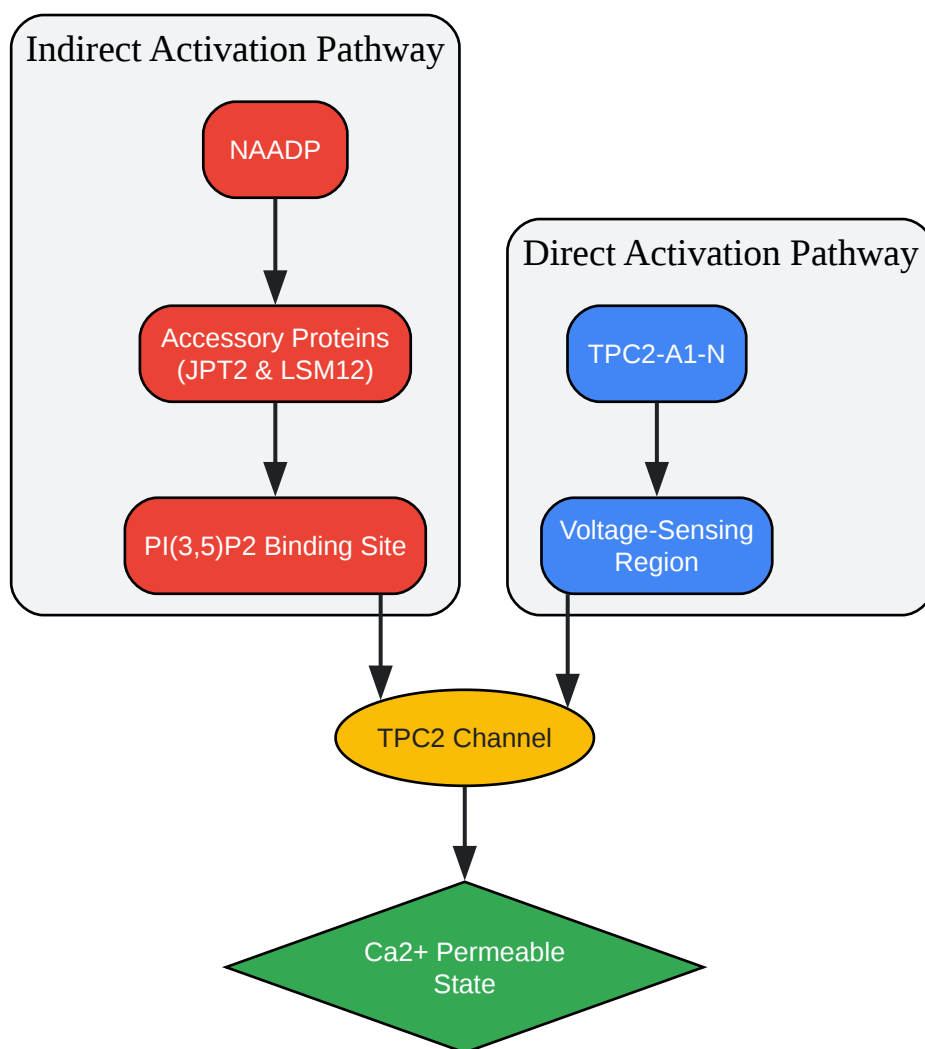 Indirect Activation Pathway
NAADP
Accessory Proteins
(JPT2 & LSM12)
PI(3,5)P2 Binding Site
Direct Activation Pathway
TPC2-A1-N
Voltage-Sensing
Region
TPC2 Channel
Ca2+ Permeable
State